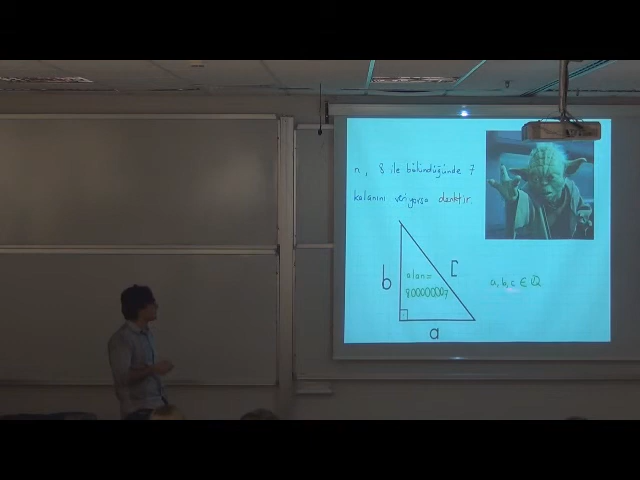 n, 8 ile bölündüğünde 7
kalanını veriyorsa denktir.
b
alan=
800000007
c
a
a, b, c ∈ ℚ